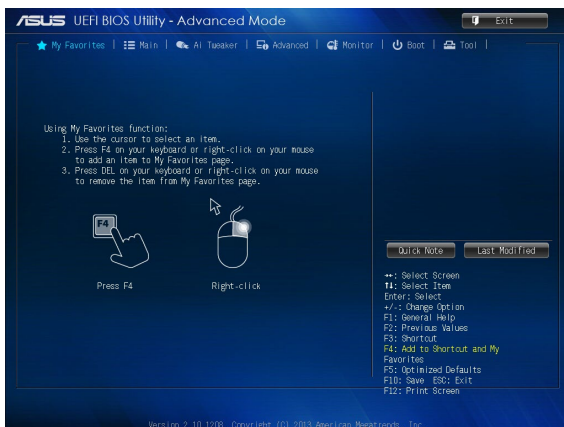 ASUS UEFI BIOS Utility - Advanced Mode
Exit
My Favorites | Main | Ai Tweaker | Advanced | Monitor | Boot | Tool |
Using My Favorites function:
1. Use the cursor to select an item.
2. Press F4 on your keyboard or right-click on your mouse
to add an item to My Favorites page.
3. Press DEL on your keyboard or right-click on your mouse
to remove the item from My Favorites page.
F4
Press F4
Right-click
Quick Note
Last Modified
→←: Select Screen
↑↓: Select Item
Enter: Select
+/-: Change Option
F1: General Help
F2: Previous Values
F3: Shortcut
F4: Add to Shortcut and My
Favorites
F5: Optimized Defaults
F10: Save ESC: Exit
F12: Print Screen
Version 2.10.1208. Copyright (C) 2013 American Megatrends, Inc.